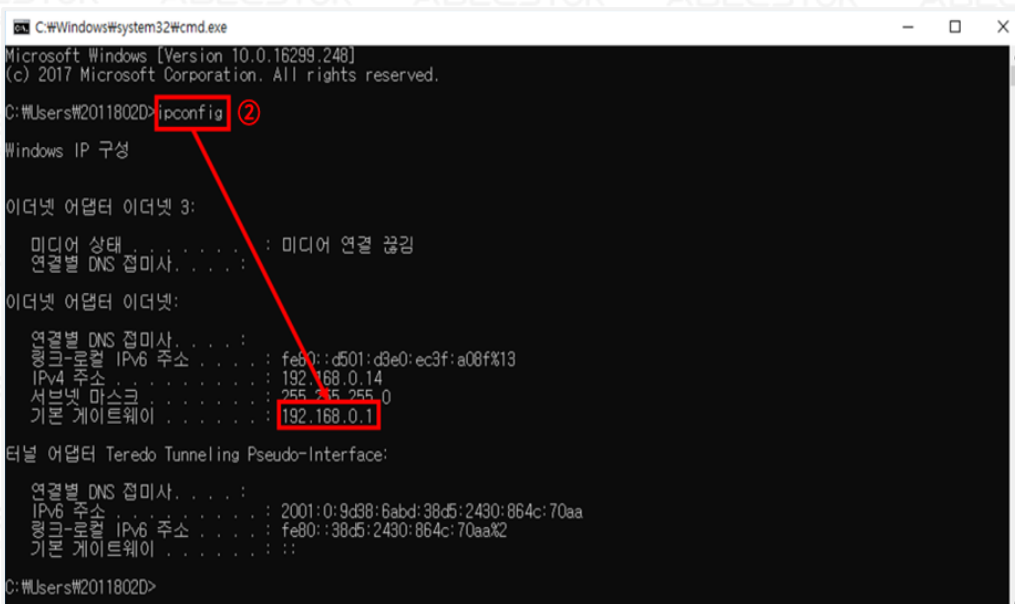 C:₩Windows₩system32₩cmd.exe
Microsoft Windows [Version 10.0.16299.248]
(c) 2017 Microsoft Corporation. All rights reserved.
C:₩Users₩2011802D>ipconfig ②
Windows IP 구성
이더넷 어댑터 이더넷 3:
미디어 상태 . . . . . . . . : 미디어 연결 끊김
연결별 DNS 접미사. . . . :
이더넷 어댑터 이더넷:
연결별 DNS 접미사. . . . :
링크-로컬 IPv6 주소 . . . . : fe80::d501:d3e0:ec3f:a08f%13
IPv4 주소 . . . . . . . . . : 192.168.0.14
서브넷 마스크 . . . . . . . : 255.255.255.0
기본 게이트웨이 . . . . . . : 192.168.0.1
터널 어댑터 Teredo Tunneling Pseudo-Interface:
연결별 DNS 접미사. . . . :
IPv6 주소 . . . . . . . . . : 2001:0:9d38:6abd:38d5:2430:864c:70aa
링크-로컬 IPv6 주소 . . . . : fe80::38d5:2430:864c:70aa%2
기본 게이트웨이 . . . . . . : ::
C:₩Users₩2011802D>